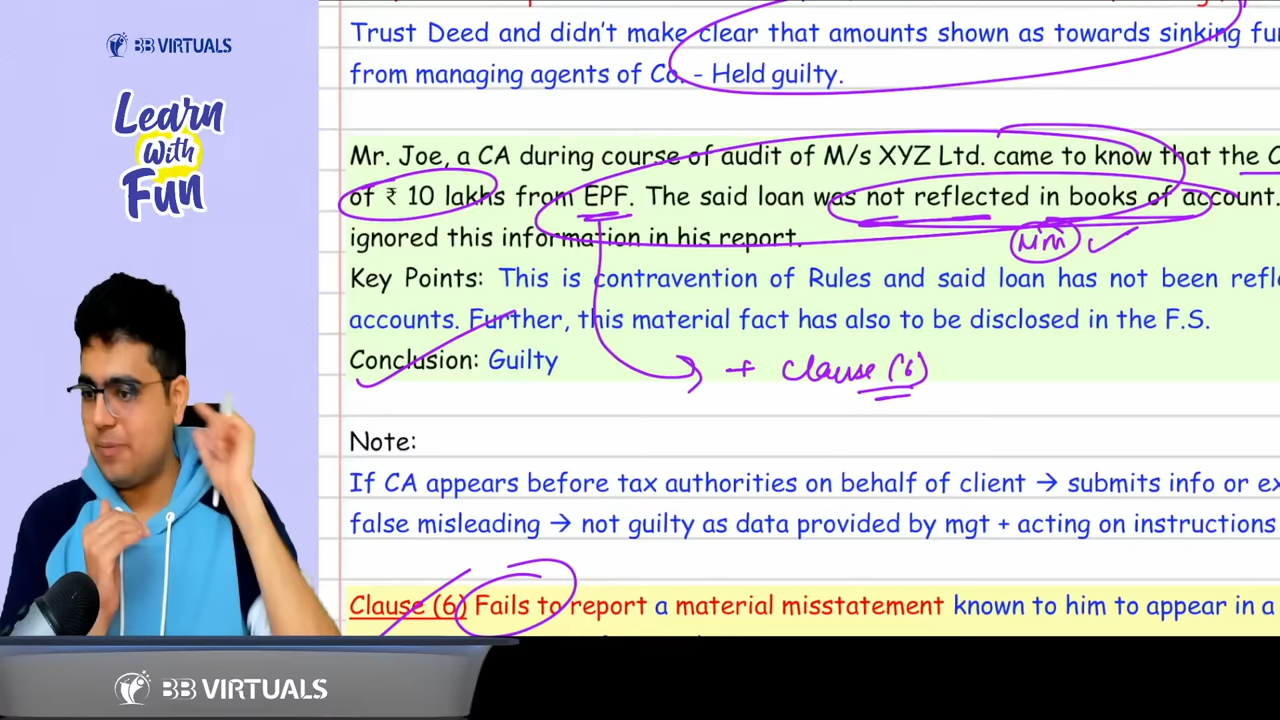 BB VIRTUALS
Learn
With
Fun
Trust Deed and didn't make clear that amounts shown as towards sinking fu
from managing agents of Co. - Held guilty.
Mr. Joe, a CA during course of audit of M/s XYZ Ltd. came to know that the C
of ₹ 10 lakhs from EPF. The said loan was not reflected in books of account.
ignored this information in his report.
Key Points: This is contravention of Rules and said loan has not been refle
accounts. Further, this material fact has also to be disclosed in the F.S.
Conclusion: Guilty
+ clause (6)
Note:
If CA appears before tax authorities on behalf of client → submits info or ex
false misleading → not guilty as data provided by mgt + acting on instructions
Clause (6) Fails to report a material misstatement known to him to appear in a
BB VIRTUALS